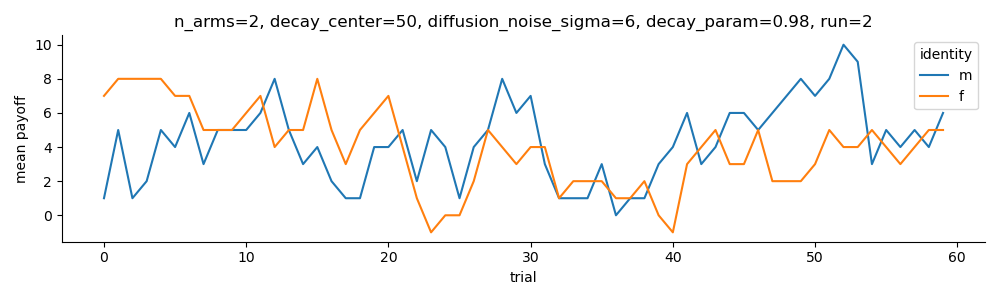 n_arms=2, decay_center=50, diffusion_noise_sigma=6, decay_param=0.98, run=2
10
8
6
4
2
0
mean payoff
identity
m
f
0 10 20 30 40 50 60
trial